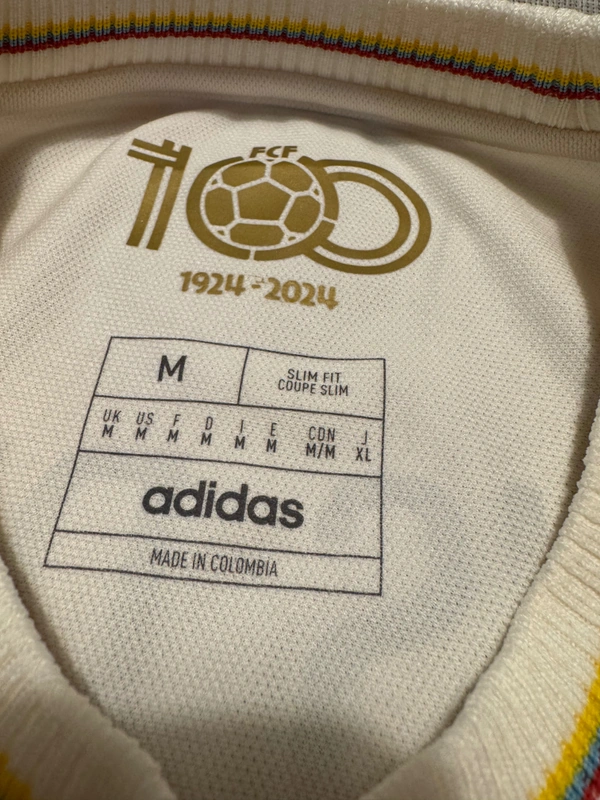 FCF
100
1924-2024
M
SLIM FIT
COUPE SLIM
UK US F D I E CDN J
M M M M M M M/M XL
adidas
MADE IN COLOMBIA